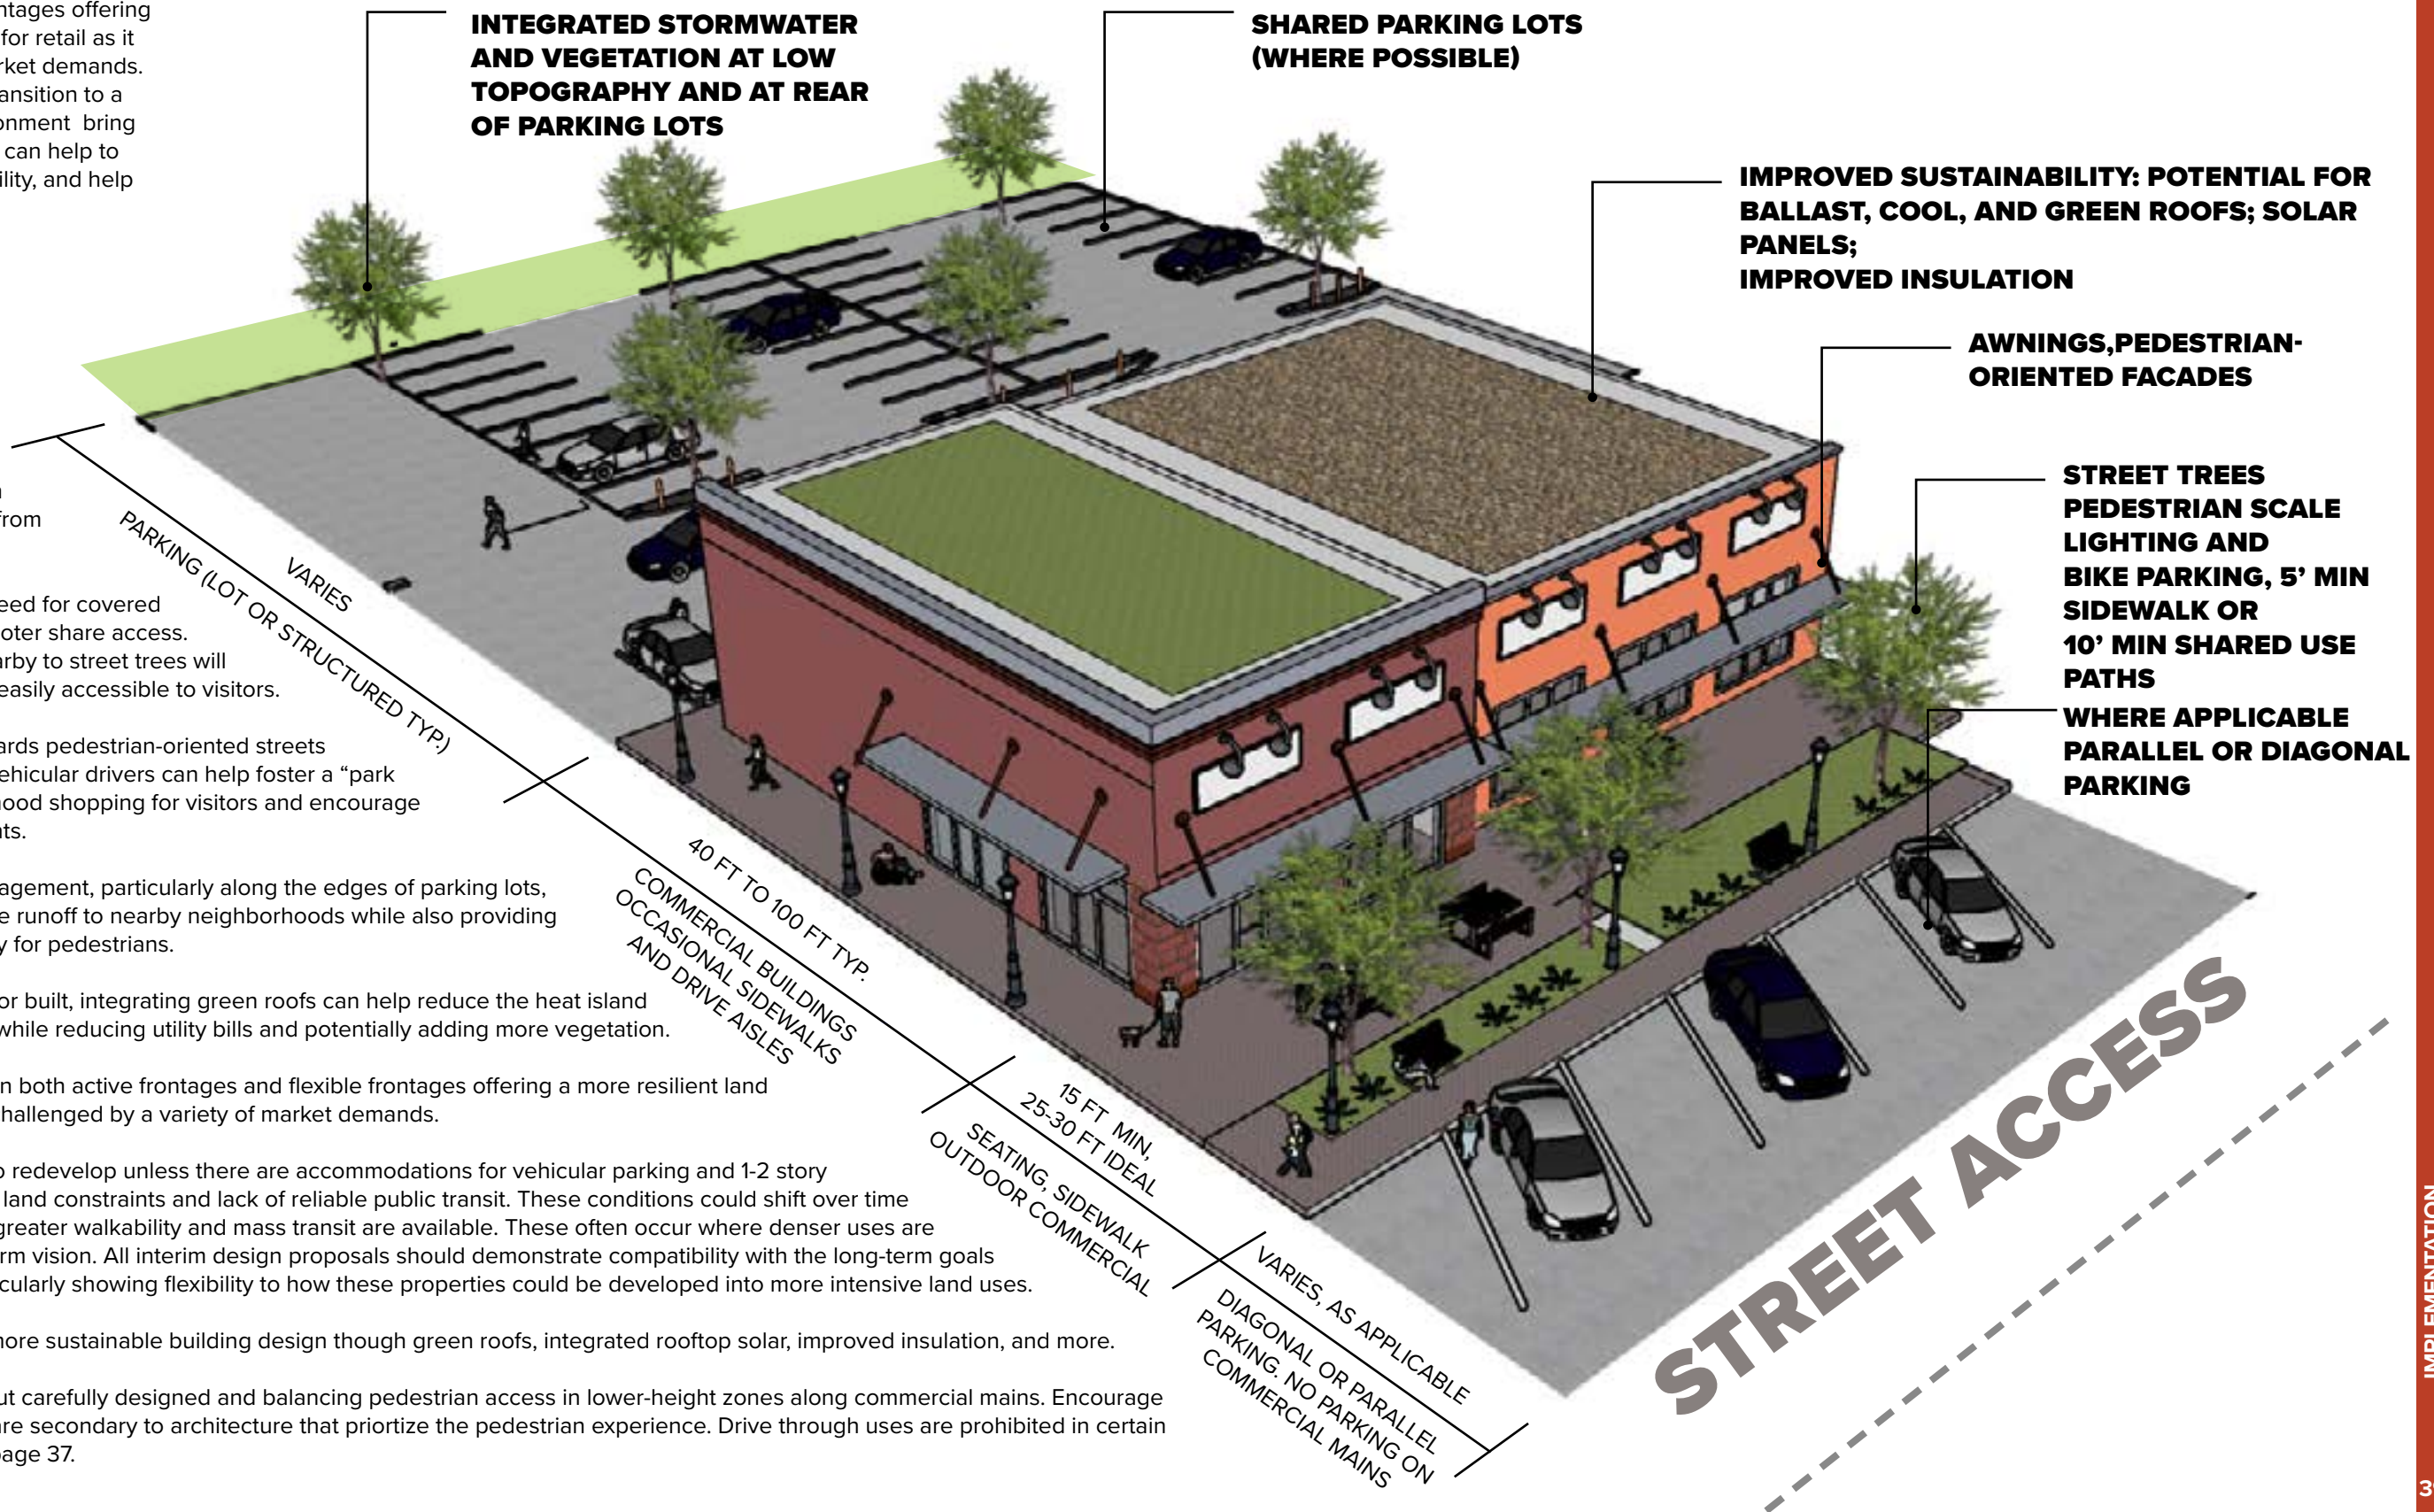 ntages offering
for retail as it
rket demands.
ansition to a
onment bring
can help to
ility, and help
INTEGRATED STORMWATER
AND VEGETATION AT LOW
TOPOGRAPHY AND AT REAR
OF PARKING LOTS
SHARED PARKING LOTS
(WHERE POSSIBLE)
IMPROVED SUSTAINABILITY: POTENTIAL FOR
BALLAST, COOL, AND GREEN ROOFS; SOLAR
PANELS;
IMPROVED INSULATION
AWNINGS,PEDESTRIAN-
ORIENTED FACADES
STREET TREES
PEDESTRIAN SCALE
LIGHTING AND
BIKE PARKING, 5’ MIN
SIDEWALK OR
10’ MIN SHARED USE
PATHS
WHERE APPLICABLE
PARALLEL OR DIAGONAL
PARKING
from
eed for covered
oter share access.
arby to street trees will
easily accessible to visitors.
ards pedestrian-oriented streets
ehicular drivers can help foster a “park
hood shopping for visitors and encourage
nts.
agement, particularly along the edges of parking lots,
e runoff to nearby neighborhoods while also providing
y for pedestrians.
or built, integrating green roofs can help reduce the heat island
while reducing utility bills and potentially adding more vegetation.
n both active frontages and flexible frontages offering a more resilient land
challenged by a variety of market demands.
o redevelop unless there are accommodations for vehicular parking and 1-2 story
land constraints and lack of reliable public transit. These conditions could shift over time
greater walkability and mass transit are available. These often occur where denser uses are
rm vision. All interim design proposals should demonstrate compatibility with the long-term goals
icularly showing flexibility to how these properties could be developed into more intensive land uses.
more sustainable building design though green roofs, integrated rooftop solar, improved insulation, and more.
ut carefully designed and balancing pedestrian access in lower-height zones along commercial mains. Encourage
are secondary to architecture that priortize the pedestrian experience. Drive through uses are prohibited in certain
page 37.
VARIES
PARKING (LOT OR STRUCTURED TYP.)
40 FT TO 100 FT TYP.
COMMERCIAL BUILDINGS
OCCASIONAL SIDEWALKS
AND DRIVE AISLES
15 FT MIN,
25-30 FT IDEAL
SEATING, SIDEWALK
OUTDOOR COMMERCIAL
VARIES, AS APPLICABLE
DIAGONAL OR PARALLEL
PARKING. NO PARKING ON
COMMERCIAL MAINS
STREET ACCESS
IMPLEMENTATION
3